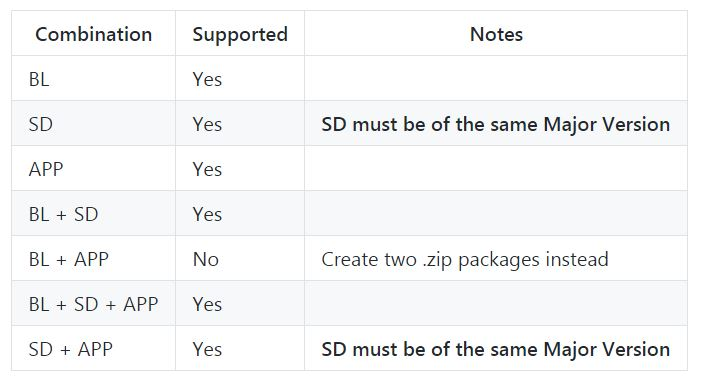 Combination Supported Notes
BL Yes
SD Yes SD must be of the same Major Version
APP Yes
BL + SD Yes
BL + APP No Create two .zip packages instead
BL + SD + APP Yes
SD + APP Yes SD must be of the same Major Version